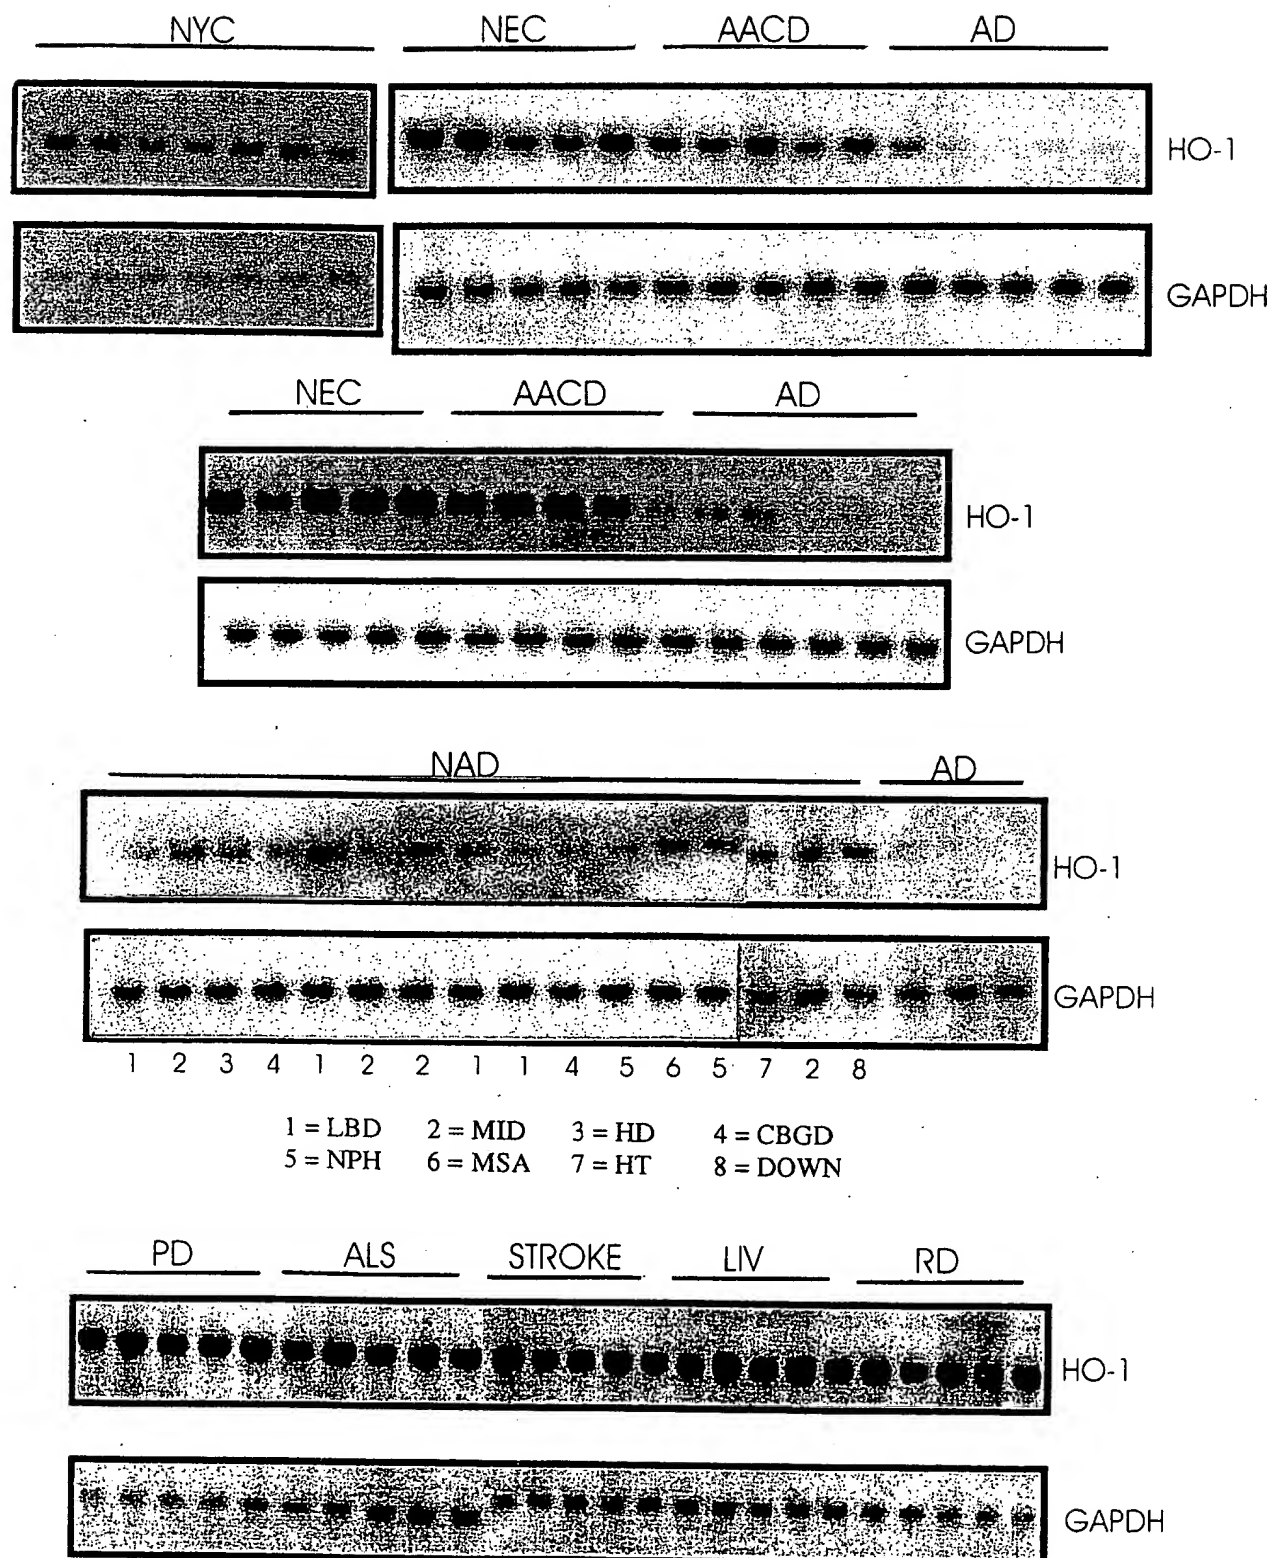 NYC NEC AACD AD
HO-1
GAPDH
NEC AACD AD
HO-1
GAPDH
NAD AD
HO-1
GAPDH
1 2 3 4 1 2 2 1 1 4 5 6 5 7 2 8
1 = LBD 2 = MID 3 = HD 4 = CBGD
5 = NPH 6 = MSA 7 = HT 8 = DOWN
PD ALS STROKE LIV RD
HO-1
GAPDH